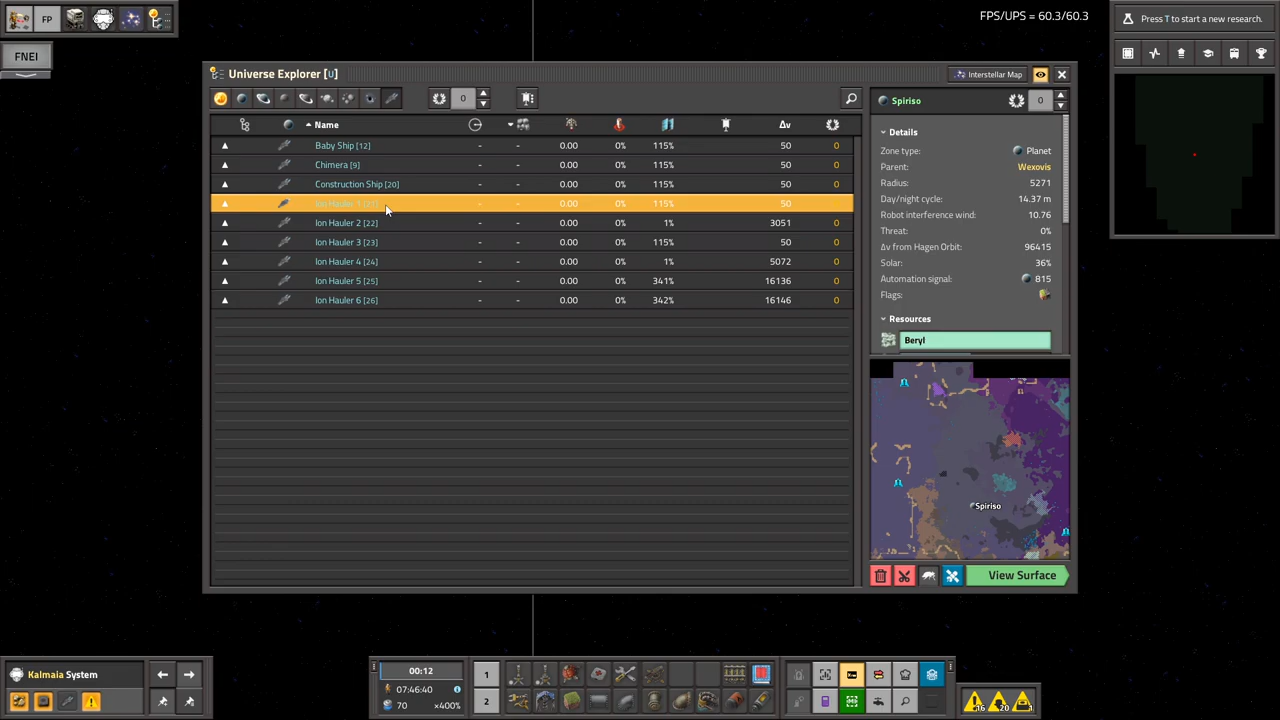 FP
FPS/UPS = 60.3/60.3
Press T to start a new research.
FNEI
Universe Explorer [U]
Interstellar Map
0
Spiriso
0
Name
Δv
Baby Ship [12] - - 0.00 0% 115% 50 0
Chimera [9] - - 0.00 0% 115% 50 0
Construction Ship [20] - - 0.00 0% 115% 50 0
Ion Hauler 1 - - 0.00 0% 115% 50 0
Ion Hauler 2 [22] - - 0.00 0% 1% 3051 0
Ion Hauler 3 [23] - - 0.00 0% 115% 50 0
Ion Hauler 4 [24] - - 0.00 0% 1% 5072 0
Ion Hauler 5 [25] - - 0.00 0% 341% 16136 0
Ion Hauler 6 [26] - - 0.00 0% 342% 16146 0
Details
Zone type: Planet
Parent: Wexovis
Radius: 5271
Day/night cycle: 14.37 m
Robot interference wind: 10.76
Threat: 0%
Δv from Hagen Orbit: 96415
Solar: 36%
Automation signal: 815
Flags:
Resources
Beryl
Spiriso
View Surface
Kalmaia System
00:12
07:46:40
70 ×400%
1
2